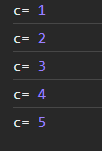 c= 1
c= 2
c= 3
c= 4
c= 5